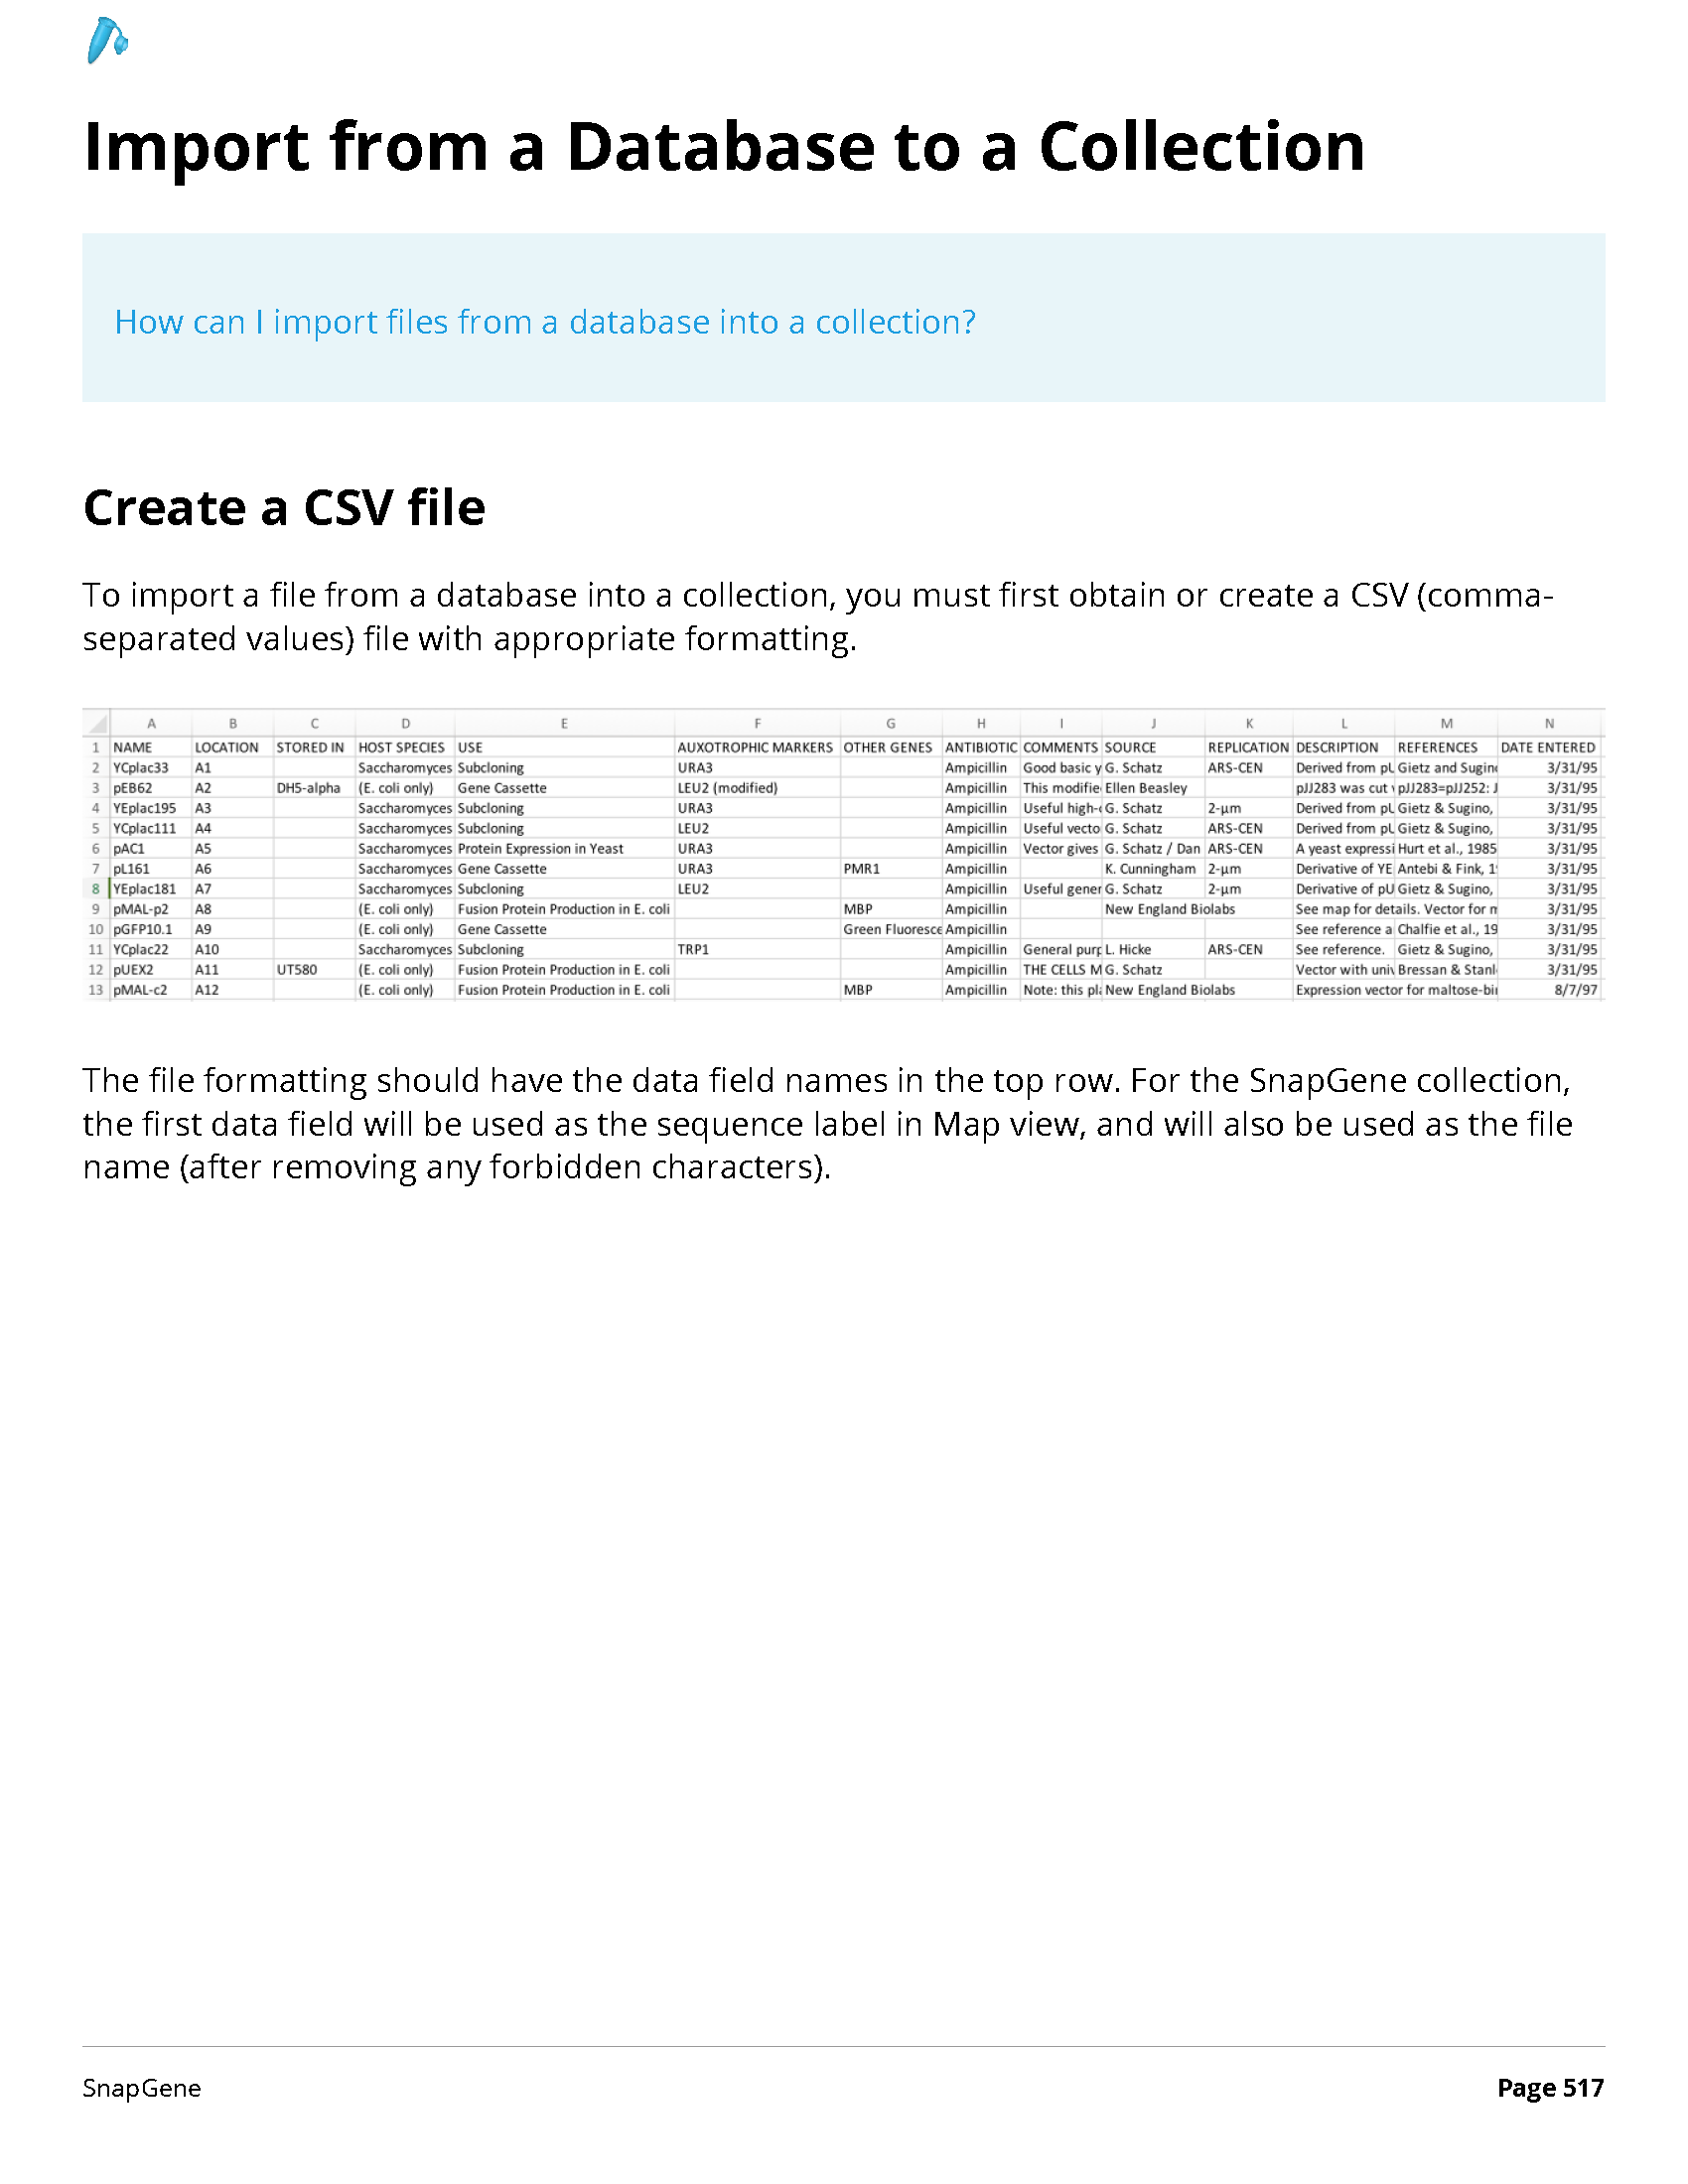 Import from a Database to a Collection
How can I import files from a database into a collection?
Create a CSV file
To import a file from a database into a collection, you must first obtain or create a CSV (comma-
separated values) file with appropriate formatting.
A B C D E F G H I J K L M N
1 NAME LOCATION STORED IN HOST SPECIES USE AUXOTROPHIC MARKERS OTHER GENES ANTIBIOTIC COMMENTS SOURCE REPLICATION DESCRIPTION REFERENCES DATE ENTERED
2 YCplac33 A1 Saccharomyces Subcloning URA3 Ampicillin Good basic y G. Schatz ARS-CEN Derived from pU Gietz and Sugino 3/31/95
3 pEB62 A2 DH5-alpha (E. coli only) Gene Cassette LEU2 (modified) Ampicillin This modifie Ellen Beasley pJJ283 was cut pJJ283=pJJ252: J 3/31/95
4 YEplac195 A3 Saccharomyces Subcloning URA3 Ampicillin Useful high- G. Schatz 2-µm Derived from pU Gietz & Sugino, 3/31/95
5 YCplac111 A4 Saccharomyces Subcloning LEU2 Ampicillin Useful vecto G. Schatz ARS-CEN Derived from pU Gietz & Sugino, 3/31/95
6 pAC1 A5 Saccharomyces Protein Expression in Yeast URA3 Ampicillin Vector gives G. Schatz / Dan ARS-CEN A yeast expressi Hurt et al., 1985 3/31/95
7 pL161 A6 Saccharomyces Gene Cassette URA3 PMR1 Ampicillin K. Cunningham 2-µm Derivative of YE Antebi & Fink, 1 3/31/95
8 YEplac181 A7 Saccharomyces Subcloning LEU2 Ampicillin Useful gener G. Schatz 2-µm Derivative of pU Gietz & Sugino, 3/31/95
9 pMAL-p2 A8 (E. coli only) Fusion Protein Production in E. coli MBP Ampicillin New England Biolabs See map for details. Vector for m 3/31/95
10 pGFP10.1 A9 (E. coli only) Gene Cassette Green Fluoresce Ampicillin See reference a Chalfie et al., 19 3/31/95
11 YCplac22 A10 Saccharomyces Subcloning TRP1 Ampicillin General purp L. Hicke ARS-CEN See reference. Gietz & Sugino, 3/31/95
12 pUEX2 A11 UT580 (E. coli only) Fusion Protein Production in E. coli Ampicillin THE CELLS M G. Schatz Vector with univ Bressan & Stanl 3/31/95
13 pMAL-c2 A12 (E. coli only) Fusion Protein Production in E. coli MBP Ampicillin Note: this pla New England Biolabs Expression vector for maltose-bin 8/7/97
The file formatting should have the data field names in the top row. For the SnapGene collection,
the first data field will be used as the sequence label in Map view, and will also be used as the file
name (after removing any forbidden characters).
SnapGene Page 517